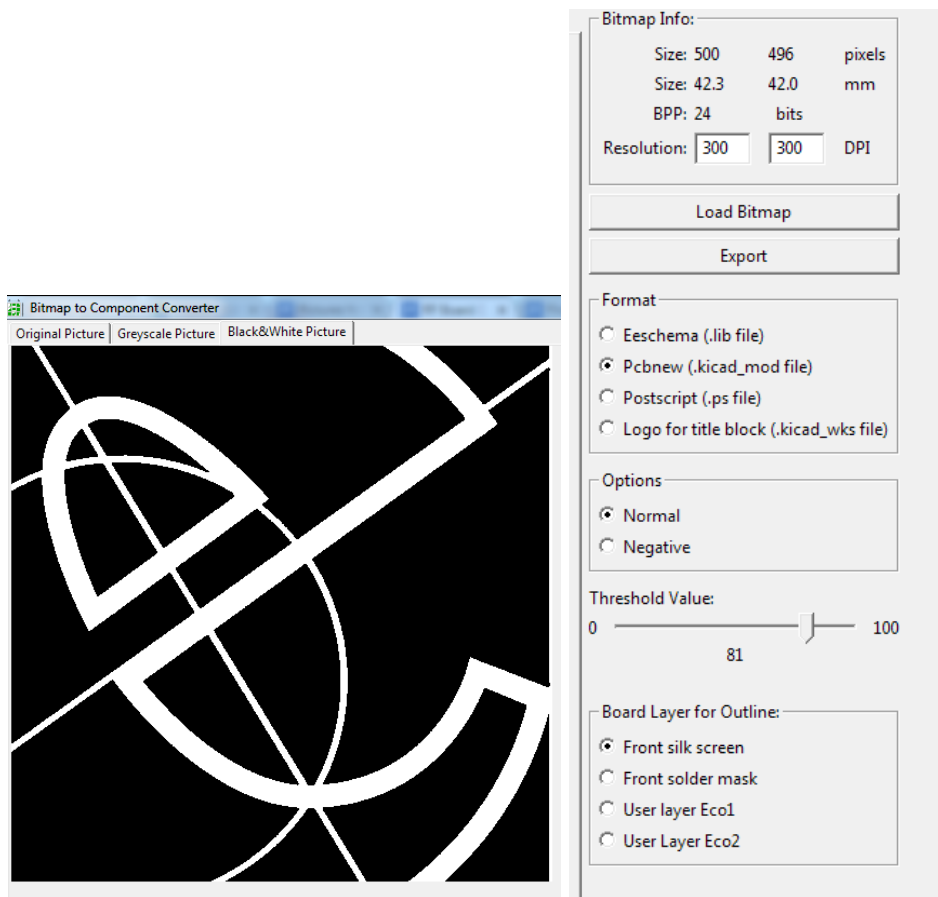 Bitmap to Component Converter
Original Picture Greyscale Picture Black&White Picture
Bitmap Info:
Size: 500 496 pixels
Size: 42.3 42.0 mm
BPP: 24 bits
Resolution: 300 300 DPI
Load Bitmap
Export
Format
Eeschema (.lib file)
Pcbnew (.kicad_mod file)
Postscript (.ps file)
Logo for title block (.kicad_wks file)
Options
Normal
Negative
Threshold Value:
0 100
81
Board Layer for Outline:
Front silk screen
Front solder mask
User layer Eco1
User Layer Eco2